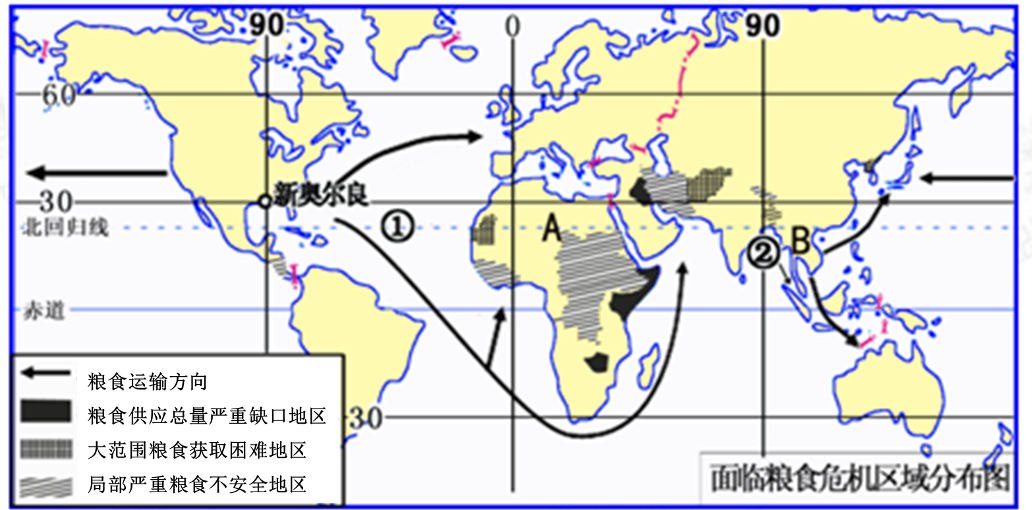 90
0
90
60
30
新奥尔良
北回归线
①
A
②
B
赤道
30
粮食运输方向
粮食供应总量严重缺口地区
大范围粮食获取困难地区
局部严重粮食不安全地区
面临粮食危机区域分布图